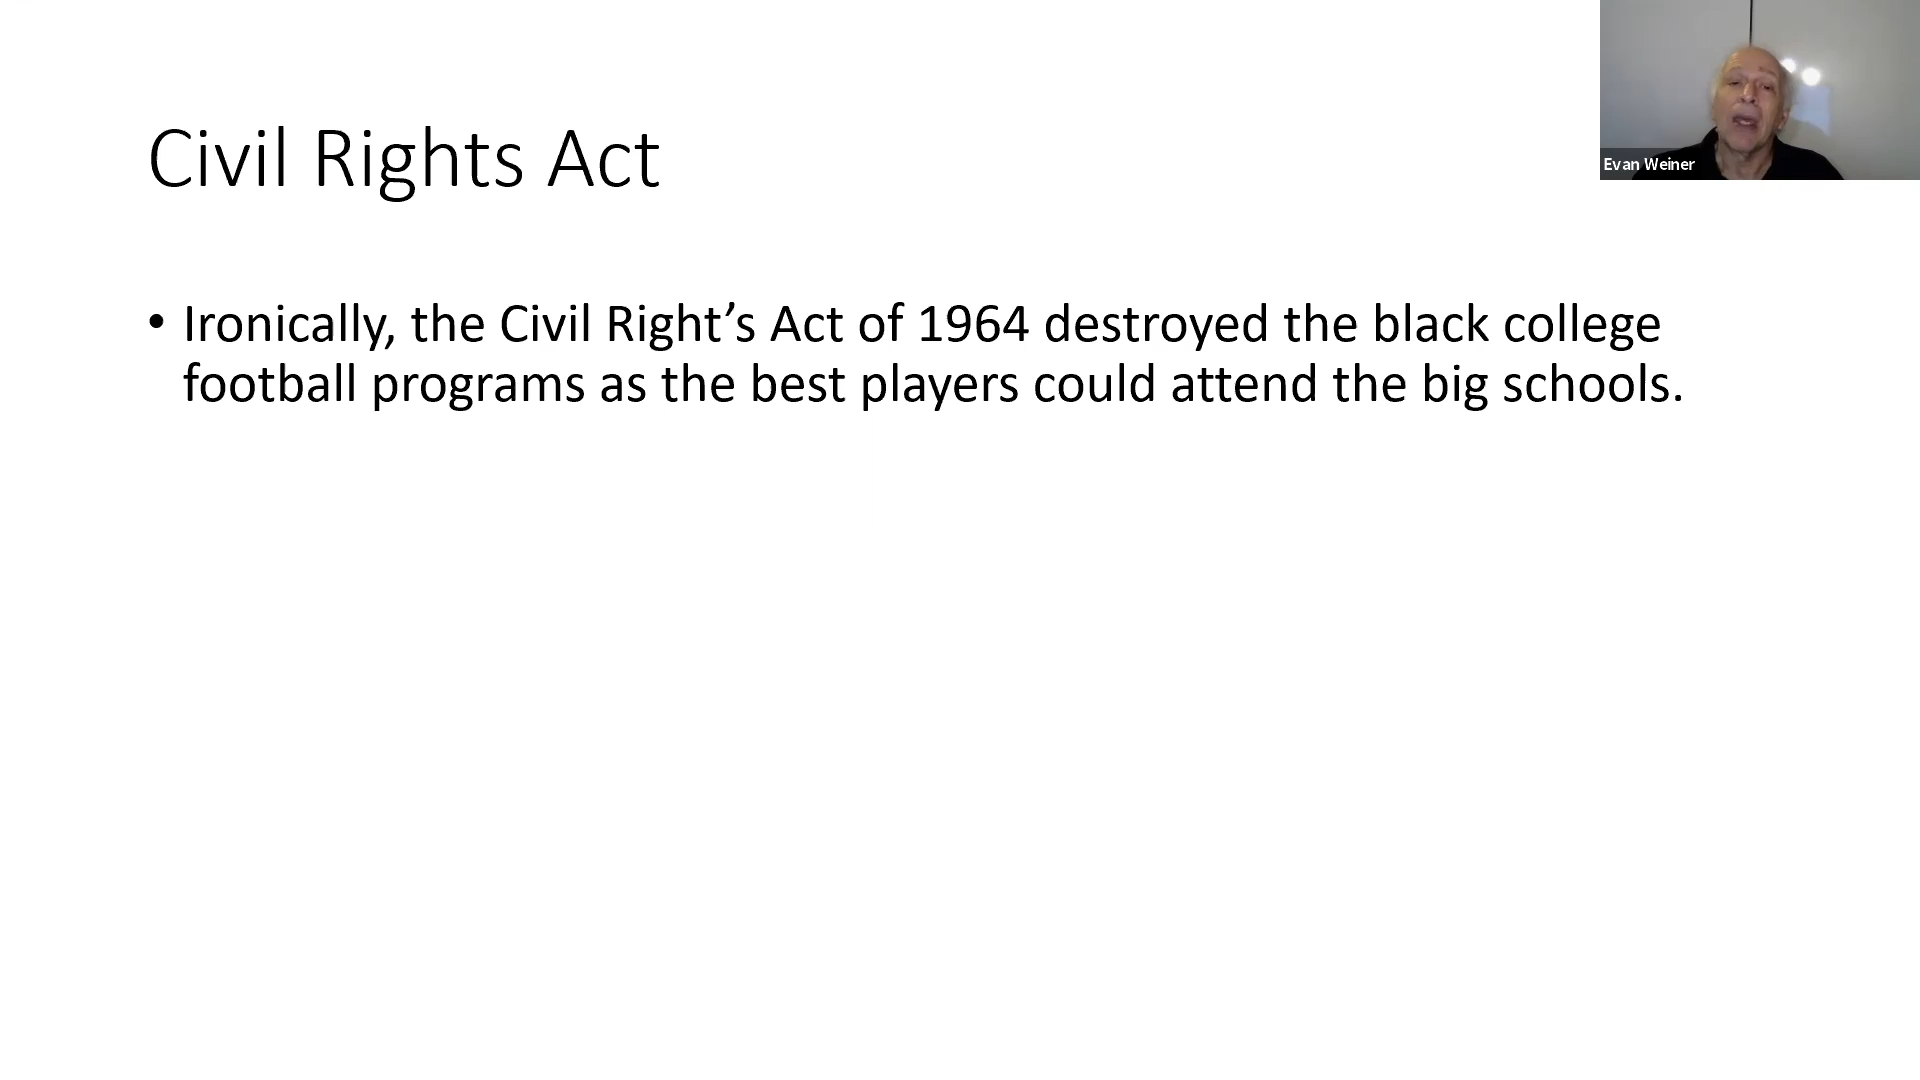 Civil Rights Act
• Ironically, the Civil Right’s Act of 1964 destroyed the black college
football programs as the best players could attend the big schools.
Evan Weiner